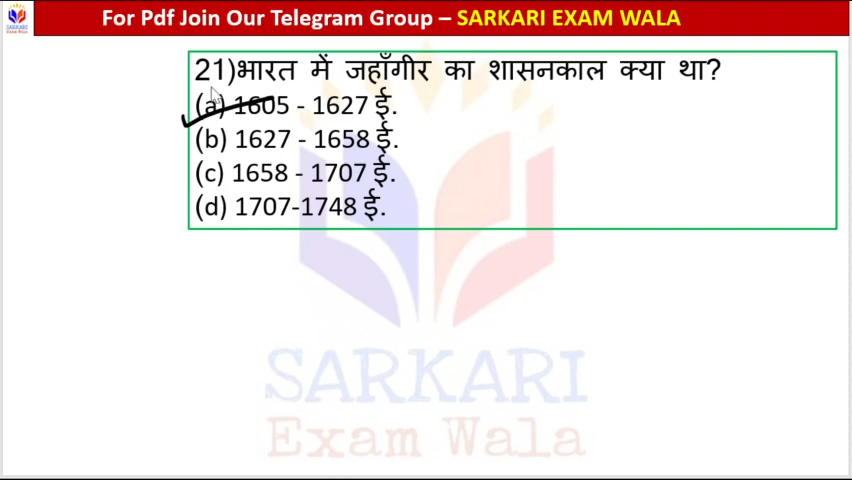 For Pdf Join Our Telegram Group – SARKARI EXAM WALA
21)भारत में जहाँगीर का शासनकाल क्या था?
(a) 1605 - 1627 ई.
(b) 1627 - 1658 ई.
(c) 1658 - 1707 ई.
(d) 1707-1748 ई.
SARKARI
Exam Wala